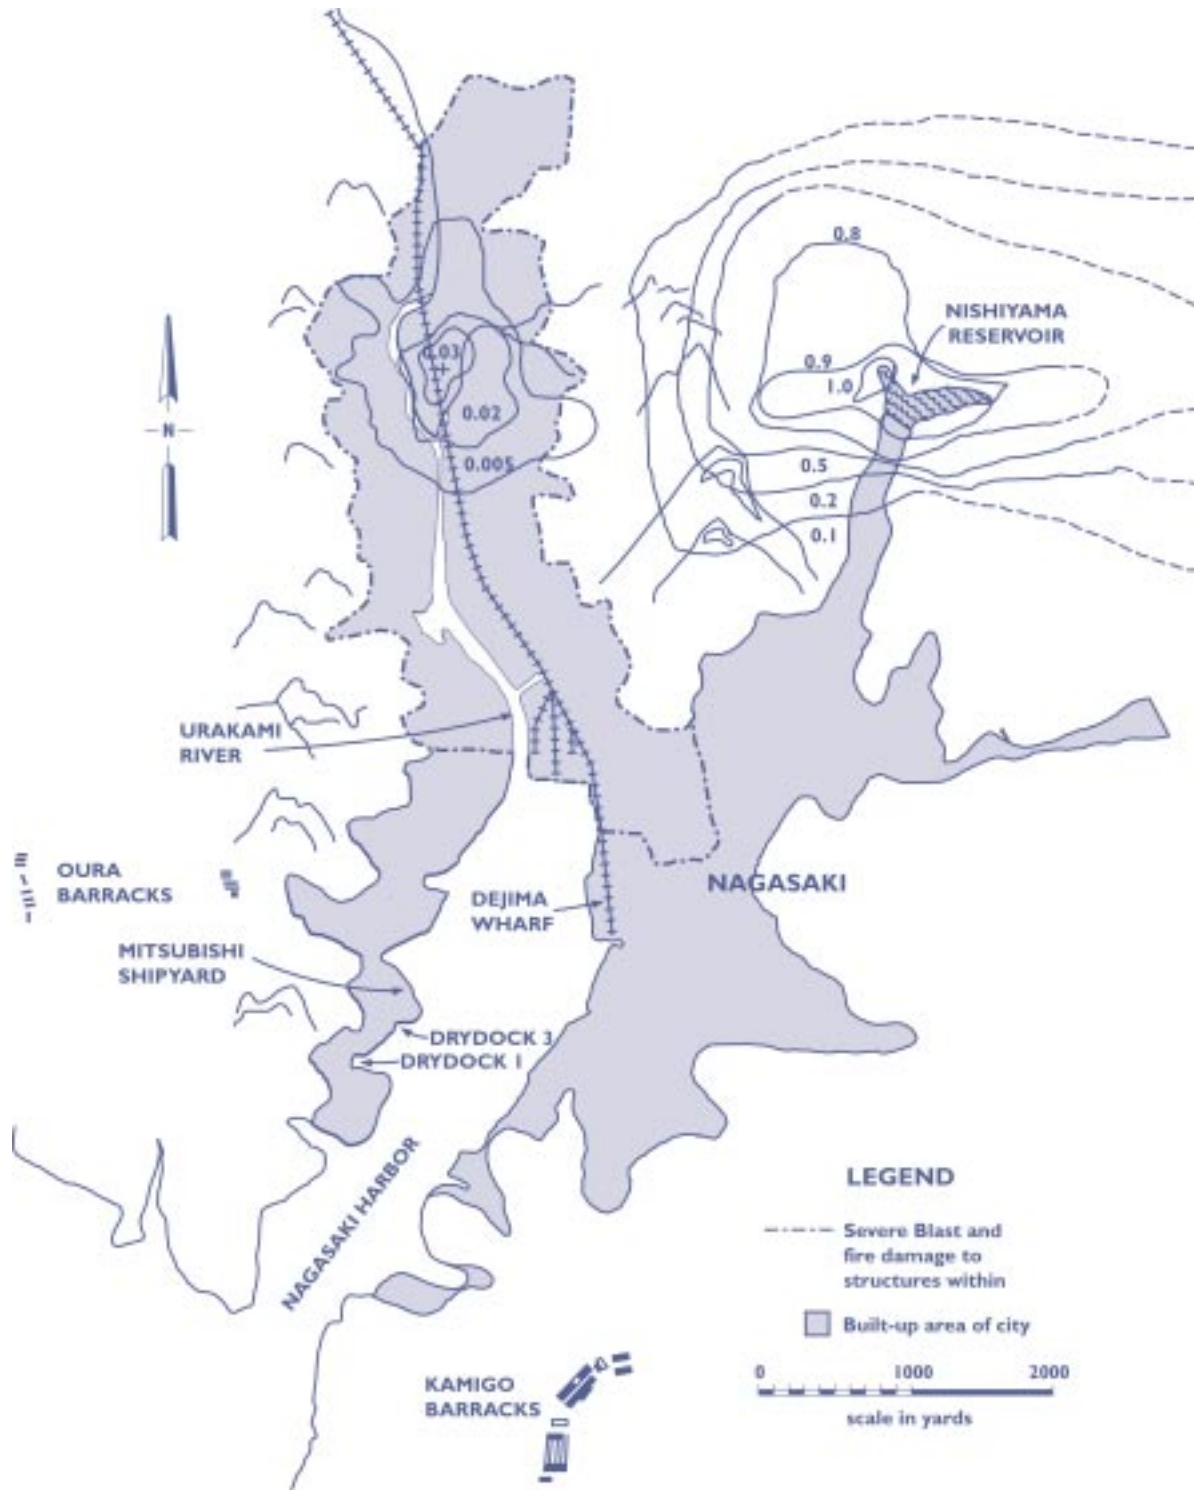 0.8
NISHIYAMA
RESERVOIR
0.9
1.0
0.03
0.02
0.005
0.5
0.2
0.1
N
URAKAMI
RIVER
OURA
BARRACKS
NAGASAKI
DEJIMA
WHARF
MITSUBISHI
SHIPYARD
DRYDOCK 3
DRYDOCK 1
NAGASAKI HARBOR
LEGEND
Severe Blast and
fire damage to
structures within
Built-up area of city
0 1000 2000
scale in yards
KAMIGO
BARRACKS